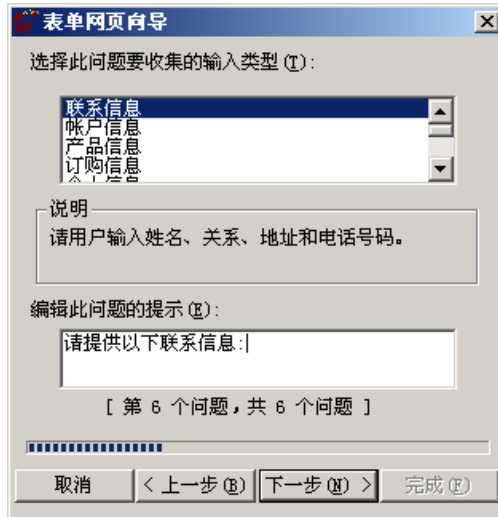 表单网页向导
选择此问题要收集的输入类型(T):
联系信息
帐户信息
产品信息
订购信息
个人信息
说明
请用户输入姓名、关系、地址和电话号码。
编辑此问题的提示(E):
请提供以下联系信息:
[ 第 6 个问题,共 6 个问题 ]
取消
< 上一步(B)
下一步(N) >
完成(F)